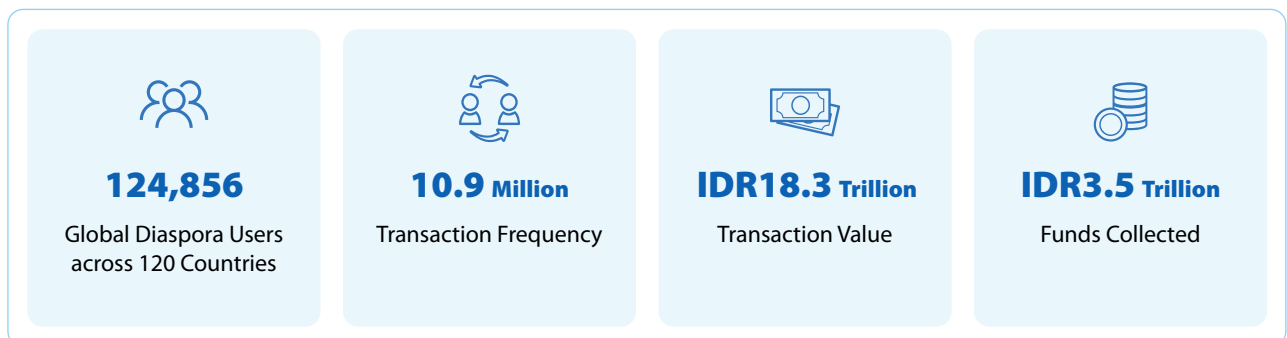 124,856
Global Diaspora Users
across 120 Countries
10.9 Million
Transaction Frequency
IDR18.3 Trillion
Transaction Value
IDR3.5 Trillion
Funds Collected